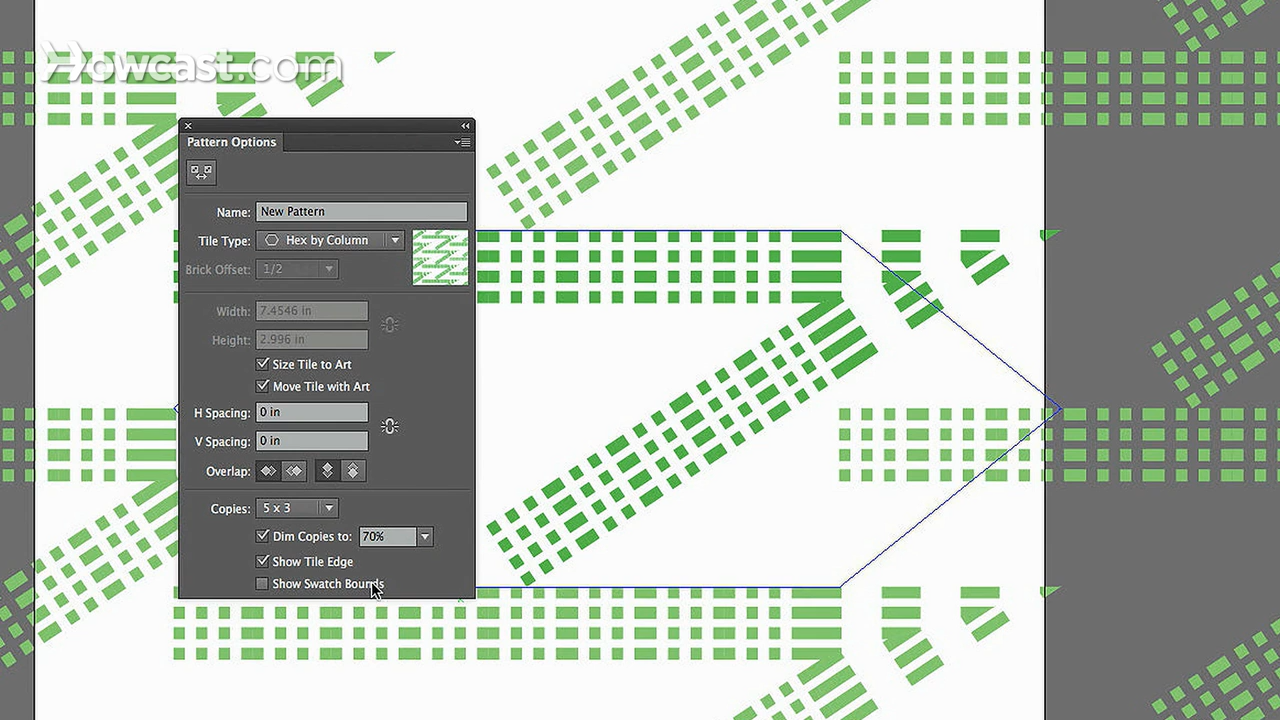 Howcast.com
Pattern Options
Name: New Pattern
Tile Type: Hex by Column
Brick Offset: 1/2
Width: 7.4546 in
Height: 2.996 in
Size Tile to Art
Move Tile with Art
H Spacing: 0 in
V Spacing: 0 in
Overlap:
Copies: 5 x 3
Dim Copies to: 70%
Show Tile Edge
Show Swatch Bounds